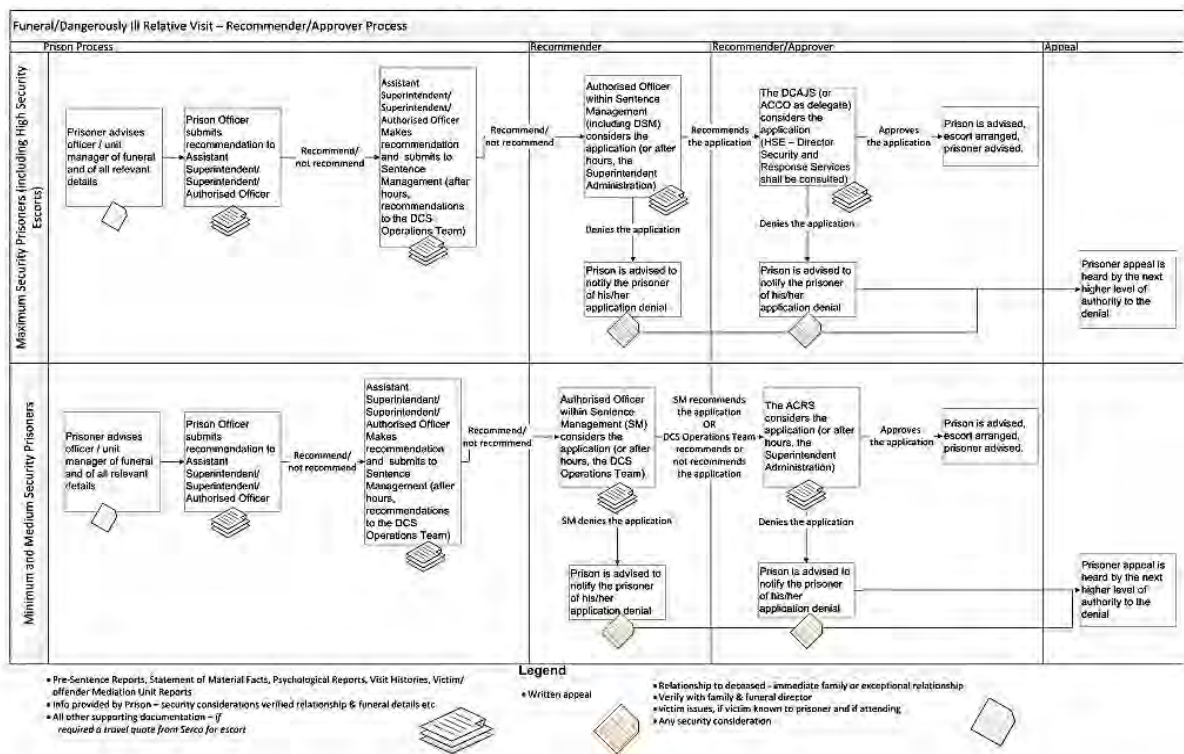 Funeral/Dangerously Ill Relative Visit – Recommender/Approver Process
Prison Process
Recommender
Recommender/Approver
Appeal
Maximum Security Prisoners (including High Security
Escorts)
Prisoner advises
officer / unit
manager of funeral
and of all relevant
details
Prison Officer
submits
recommendation to
Assistant
Superintendent/
Superintendent/
Authorised Officer
Recommend/
not recommend
Assistant
Superintendent/
Superintendent/
Authorised Officer
Makes
recommendation
and submits to
Sentence
Management (after
hours,
recommendations
to the DCS
Operations Team)
Recommend/
not recommend
Authorised Officer
within Sentence
Management
(including DSM)
considers the
application (or after
hours, the
Superintendent
Administration)
Recommends
the application
The DCAJS (or
ACCO as delegate)
considers the
application
(HSE – Director
Security and
Response Services
shall be consulted)
Approves
the application
Prison is advised,
escort arranged,
prisoner advised.
Denies the application
Denies the application
Prison is advised to
notify the prisoner
of his/her
application denial
Prison is advised to
notify the prisoner
of his/her
application denial
Prisoner appeal is
heard by the next
higher level of
authority to the
denial
Minimum and Medium Security Prisoners
Prisoner advises
officer / unit
manager of funeral
and of all relevant
details
Prison Officer
submits
recommendation to
Assistant
Superintendent/
Superintendent/
Authorised Officer
Recommend/
not recommend
Assistant
Superintendent/
Superintendent/
Authorised Officer
Makes
recommendation
and submits to
Sentence
Management (after
hours,
recommendations
to the DCS
Operations Team)
Recommend/
not recommend
Authorised Officer
within Sentence
Management (SM)
considers the
application (or after
hours, the DCS
Operations Team)
SM recommends
the application
OR
DCS Operations Team
recommends or
not recommends
the application
The ACRS
considers the
application (or after
hours, the
Superintendent
Administration)
Approves
the application
Prison is advised,
escort arranged,
prisoner advised.
SM denies the application
Denies the application
Prison is advised to
notify the prisoner
of his/her
application denial
Prison is advised to
notify the prisoner
of his/her
application denial
Prisoner appeal is
heard by the next
higher level of
authority to the
denial
Legend
• Pre-Sentence Reports, Statement of Material Facts, Psychological Reports, Visit Histories, Victim/
offender Mediation Unit Reports
• Info provided by Prison – security considerations verified relationship & funeral details etc
• All other supporting documentation – if
required a travel quote from Serco for escort
• Written appeal
• Relationship to deceased - immediate family or exceptional relationship
• Verify with family & funeral director
• Victim issues, if victim known to prisoner and if attending
• Any security consideration